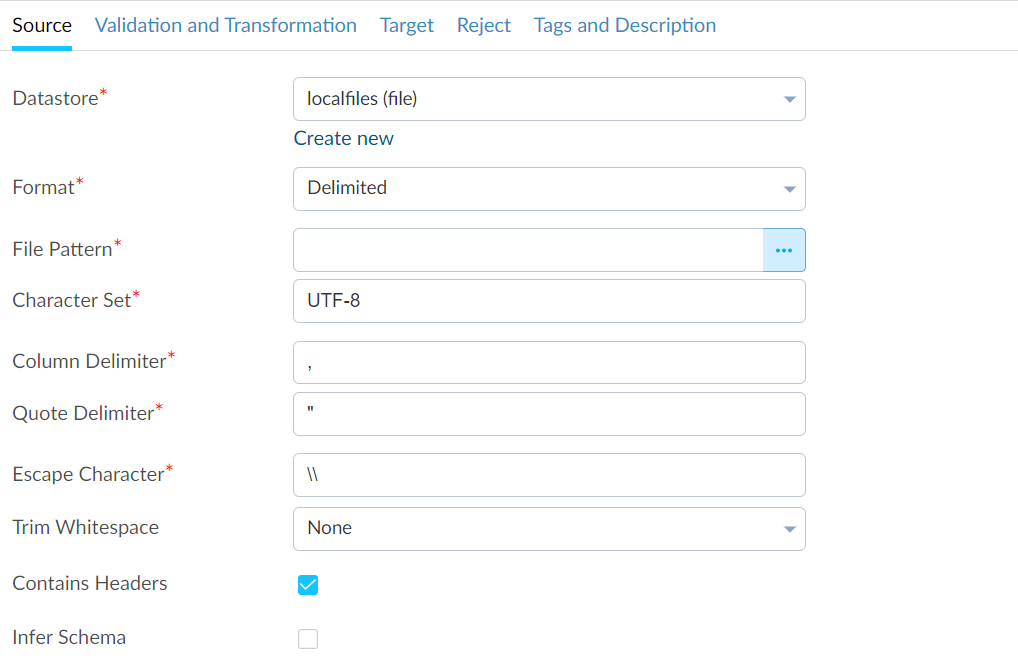 Source Validation and Transformation Target Reject Tags and Description
Datastore* localfiles (file)
Create new
Format* Delimited
File Pattern* •••
Character Set* UTF-8
Column Delimiter* ,
Quote Delimiter* "
Escape Character* \\
Trim Whitespace None
Contains Headers
Infer Schema